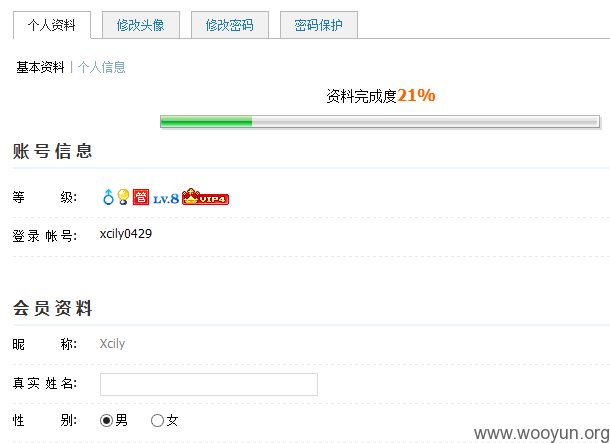 个人资料 修改头像 修改密码 密码保护
基本资料 | 个人信息
资料完成度21%
账号信息
等 级: 管 LV.8 VIP4
登录帐号: xcily0429
会员资料
昵 称: Xcily
真实姓名:
性 别: 男 女
www.wooyun.org